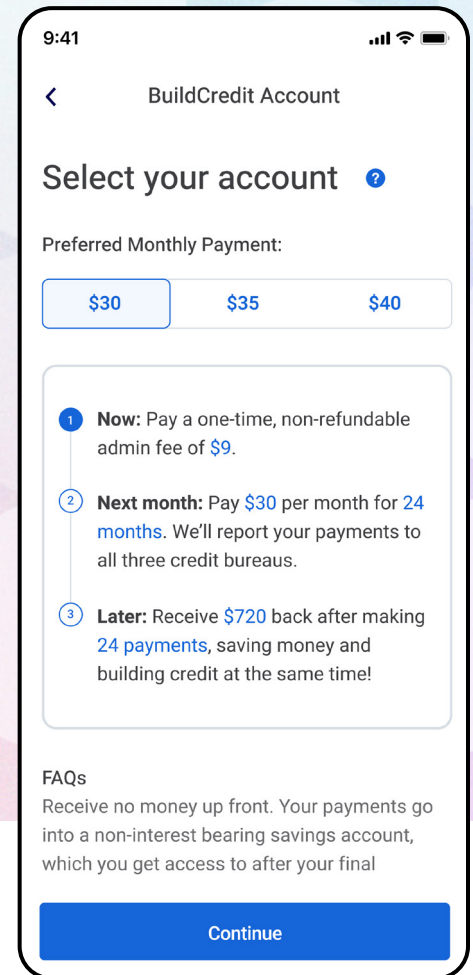 9:41
BuildCredit Account
Select your account ?
Preferred Monthly Payment:
$30 $35 $40
1 Now: Pay a one-time, non-refundable
admin fee of $9.
2 Next month: Pay $30 per month for 24
months. We’ll report your payments to
all three credit bureaus.
3 Later: Receive $720 back after making
24 payments, saving money and
building credit at the same time!
FAQs
Receive no money up front. Your payments go
into a non-interest bearing savings account,
which you get access to after your final
Continue